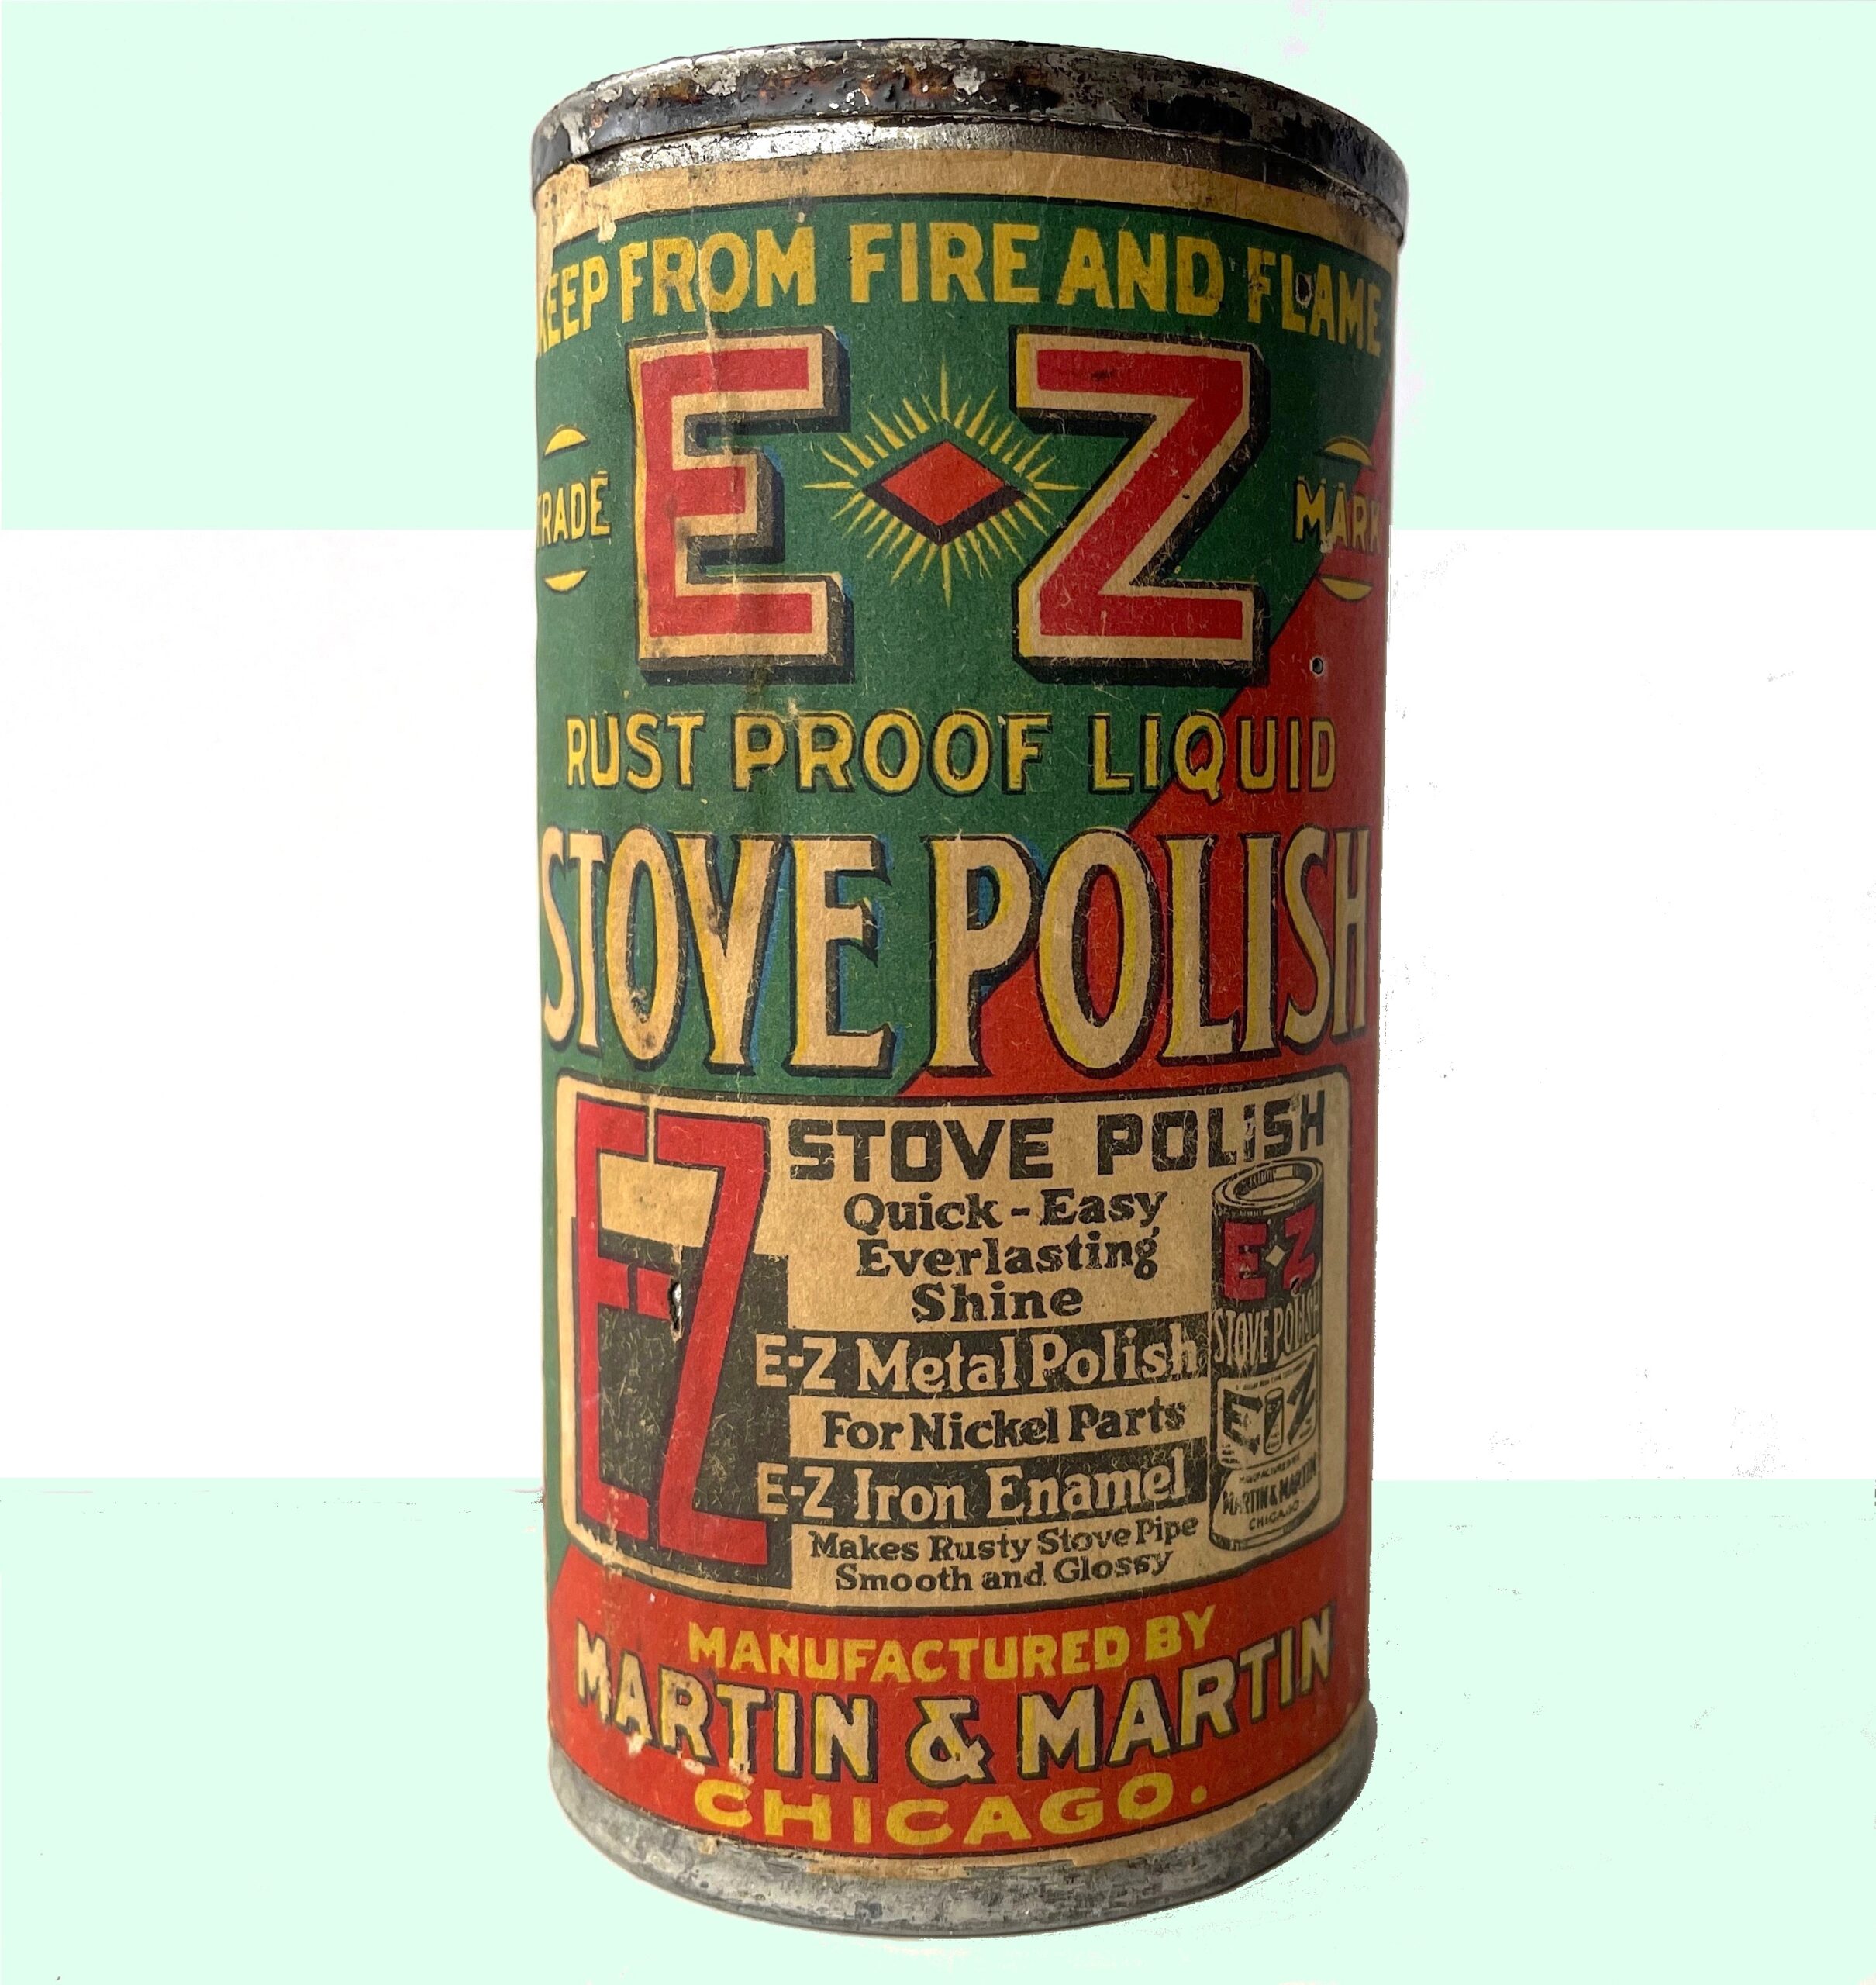 KEEP FROM FIRE AND FLAME
E-Z
TRADE MARK
RUST PROOF LIQUID
STOVE POLISH
E-Z
STOVE POLISH
Quick-Easy
Everlasting
Shine
E-Z Metal Polish
For Nickel Parts
E-Z Iron Enamel
Makes Rusty Stove Pipe
Smooth and Glossy
E-Z
STOVE POLISH
E Z
MARTIN & MARTIN
CHICAGO
MANUFACTURED BY
MARTIN & MARTIN
CHICAGO.